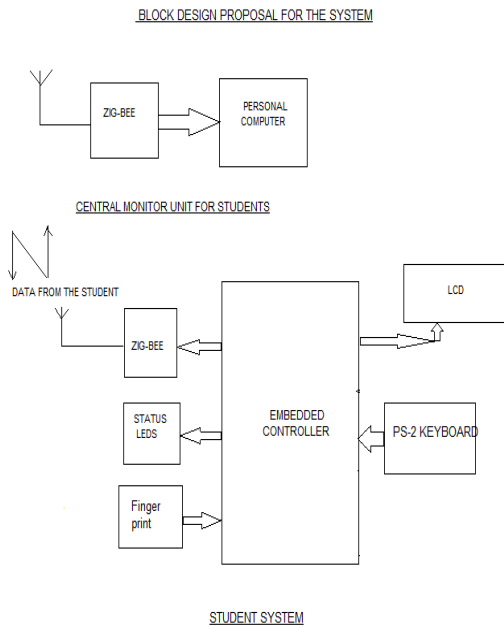 BLOCK DESIGN PROPOSAL FOR THE SYSTEM
ZIG-BEE
PERSONAL
COMPUTER
CENTRAL MONITOR UNIT FOR STUDENTS
DATA FROM THE STUDENT
LCD
ZIG-BEE
STATUS
LEDS
EMBEDDED
CONTROLLER
PS-2 KEYBOARD
Finger
print
STUDENT SYSTEM